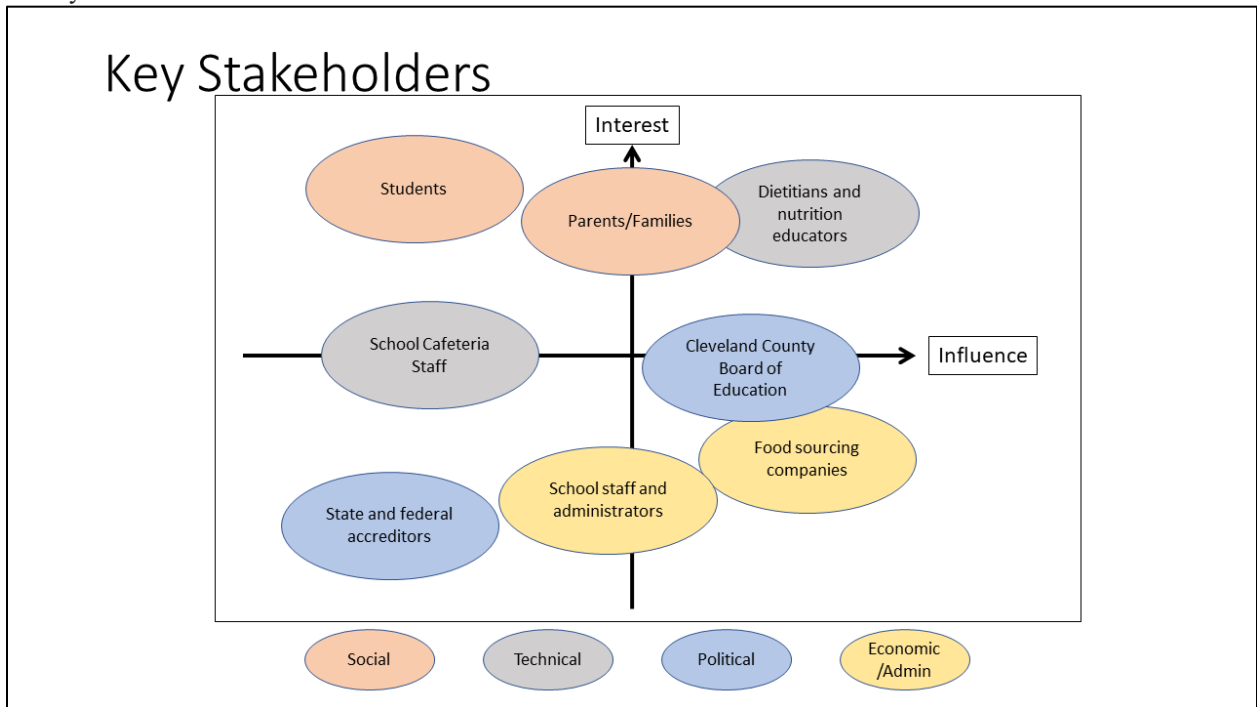 Key Stakeholders
Interest
Students
Parents/Families
Dietitians and
nutrition
educators
School Cafeteria
Staff
Cleveland County
Board of
Education
Influence
Food sourcing
companies
School staff and
administrators
State and federal
accreditors
Social
Technical
Political
Economic
/Admin